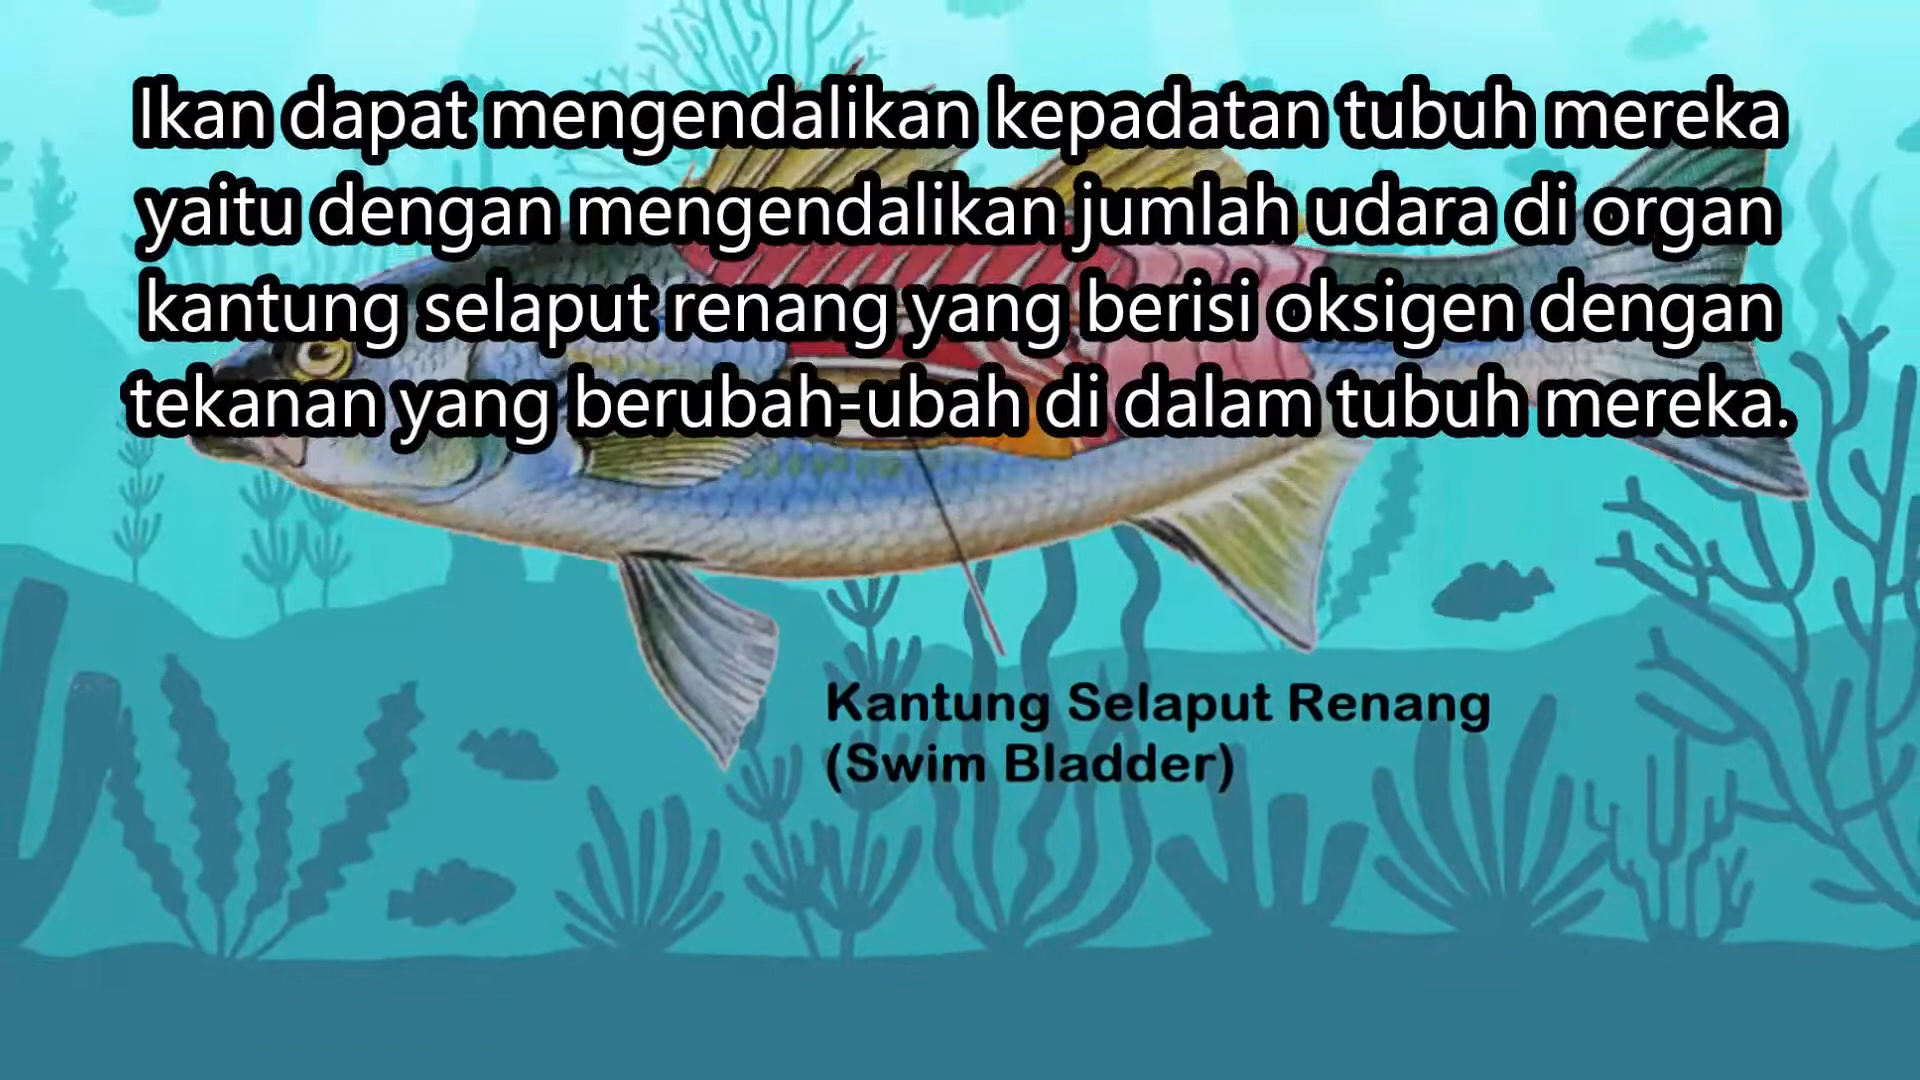 Ikan dapat mengendalikan kepadatan tubuh mereka
yaitu dengan mengendalikan jumlah udara di organ
kantung selaput renang yang berisi oksigen dengan
tekanan yang berubah-ubah di dalam tubuh mereka.
Kantung Selaput Renang
(Swim Bladder)